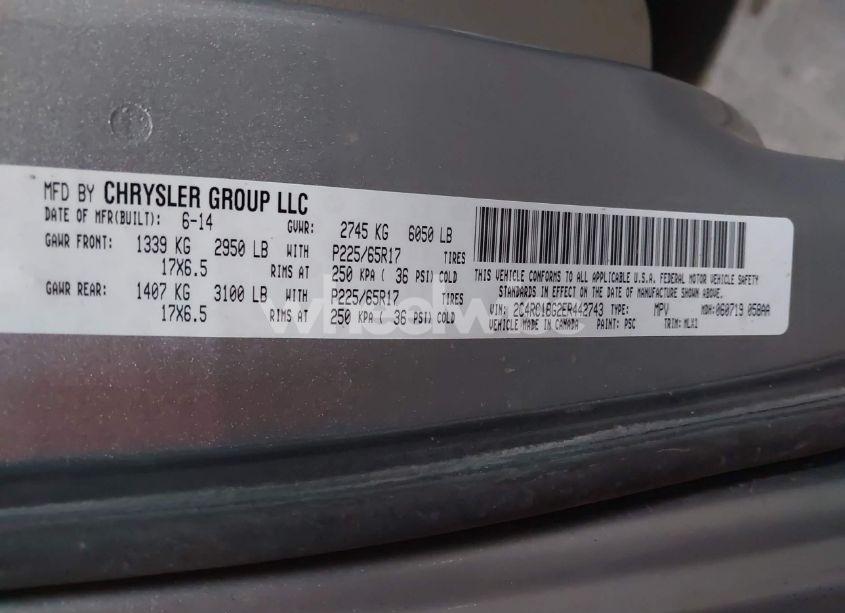 MFD BY CHRYSLER GROUP LLC
DATE OF MFR(BUILT): 6-14 GVWR: 2745 KG 6050 LB
GAWR FRONT: 1339 KG 2950 LB WITH P225/65R17 TIRES
17X6.5 RIMS AT 250 KPA ( 36 PSI) COLD
GAWR REAR: 1407 KG 3100 LB WITH P225/65R17 TIRES
17X6.5 RIMS AT 250 KPA ( 36 PSI) COLD
THIS VEHICLE CONFORMS TO ALL APPLICABLE U.S.A. FEDERAL MOTOR VEHICLE SAFETY
STANDARDS IN EFFECT ON THE DATE OF MANUFACTURE SHOWN ABOVE.
VIN: 2C4RC1BG2ER442743 TYPE: MPV MDH:060719 058AA
VEHICLE MADE IN CANADA PAINT: PSC TRIM: MLX1